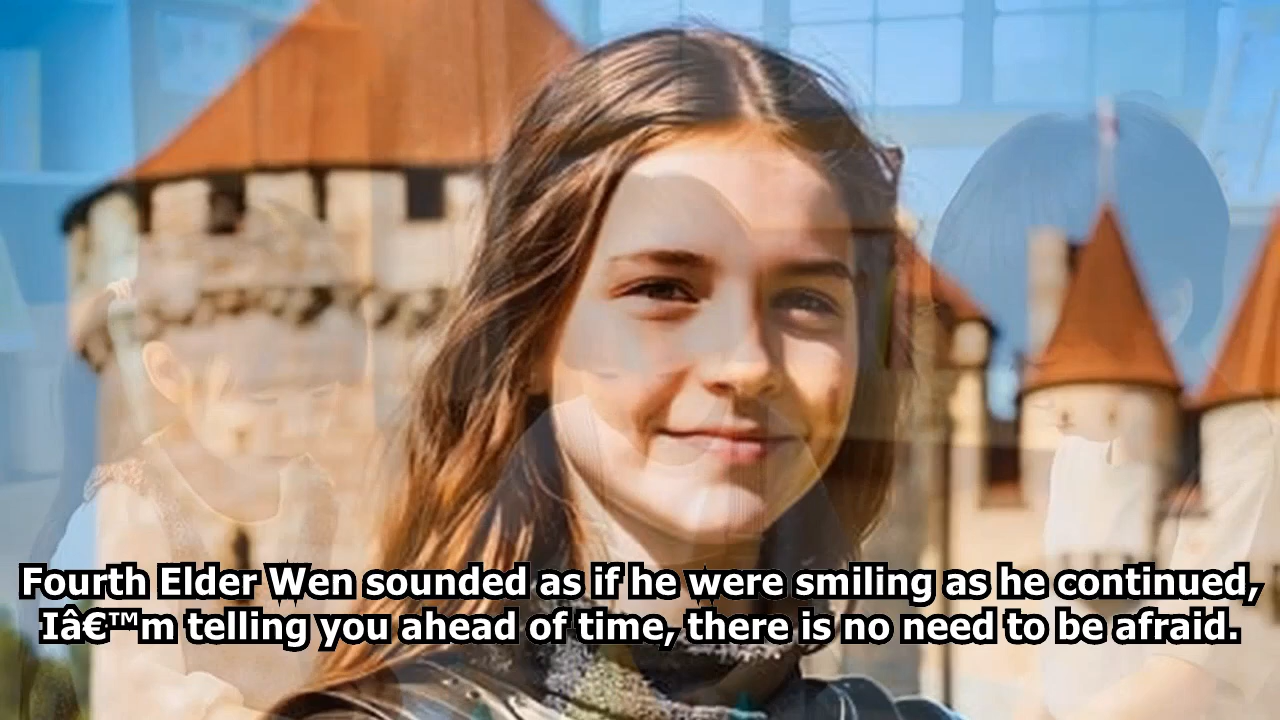 Fourth Elder Wen sounded as if he were smiling as he continued,
Iâ€™m telling you ahead of time, there is no need to be afraid.